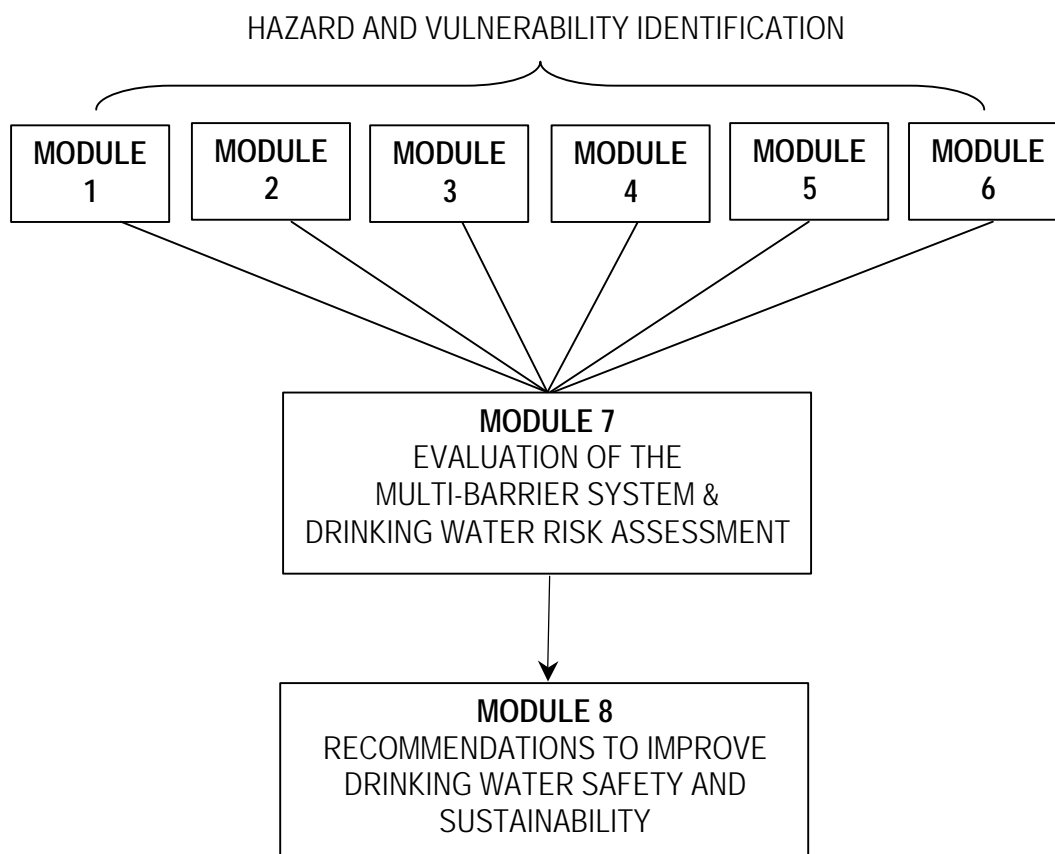 HAZARD AND VULNERABILITY IDENTIFICATION
MODULE
1
MODULE
2
MODULE
3
MODULE
4
MODULE
5
MODULE
6
MODULE 7
EVALUATION OF THE
MULTI-BARRIER SYSTEM &
DRINKING WATER RISK ASSESSMENT
MODULE 8
RECOMMENDATIONS TO IMPROVE
DRINKING WATER SAFETY AND
SUSTAINABILITY